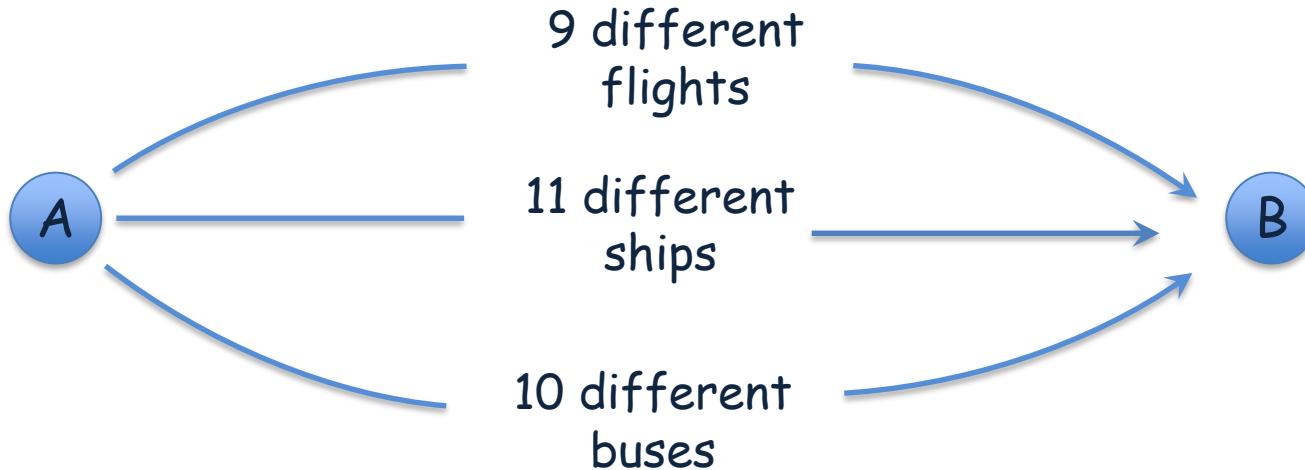 9 different
flights
A
11 different
ships
B
10 different
buses